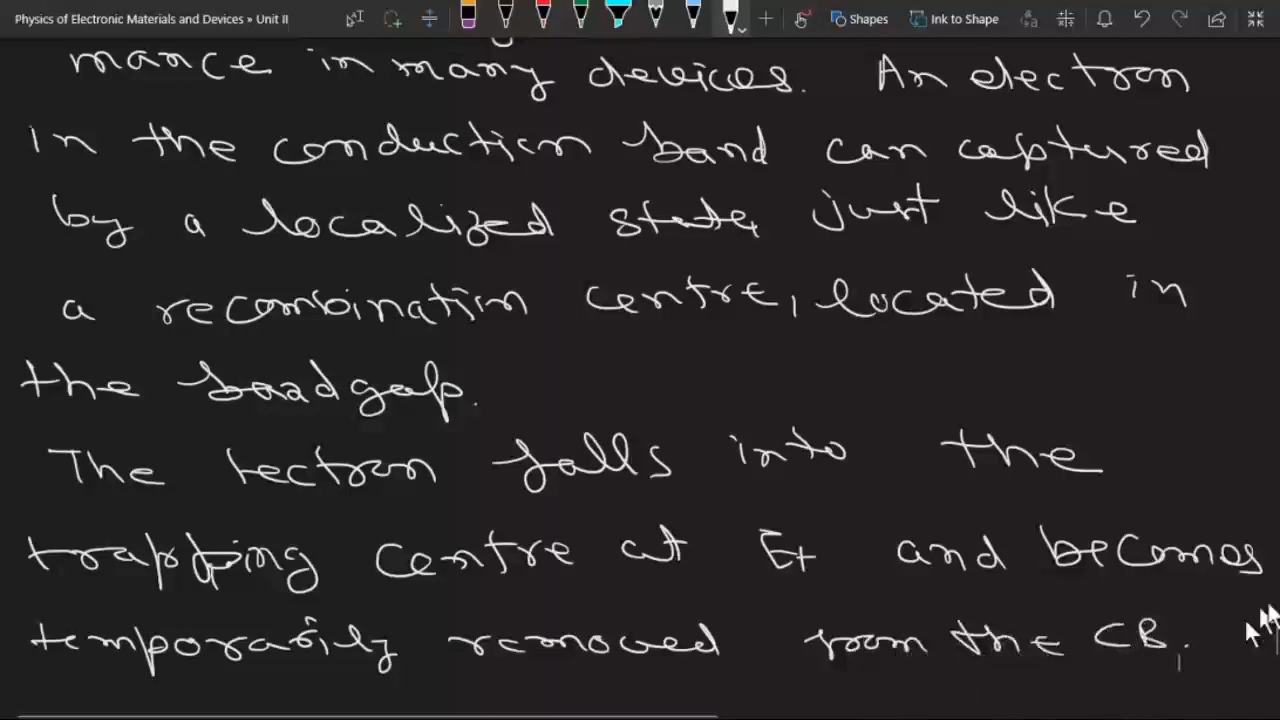 Physics of Electronic Materials and Devices » Unit II
Shapes
Ink to Shape
mance in many devices. An electron
in the conduction band can captured
by a localized state, just like
a recombination centre, located in
the baadgap.
The tectron falls into the
trapping centre at Et and becomes
temporarily removed from the CB.